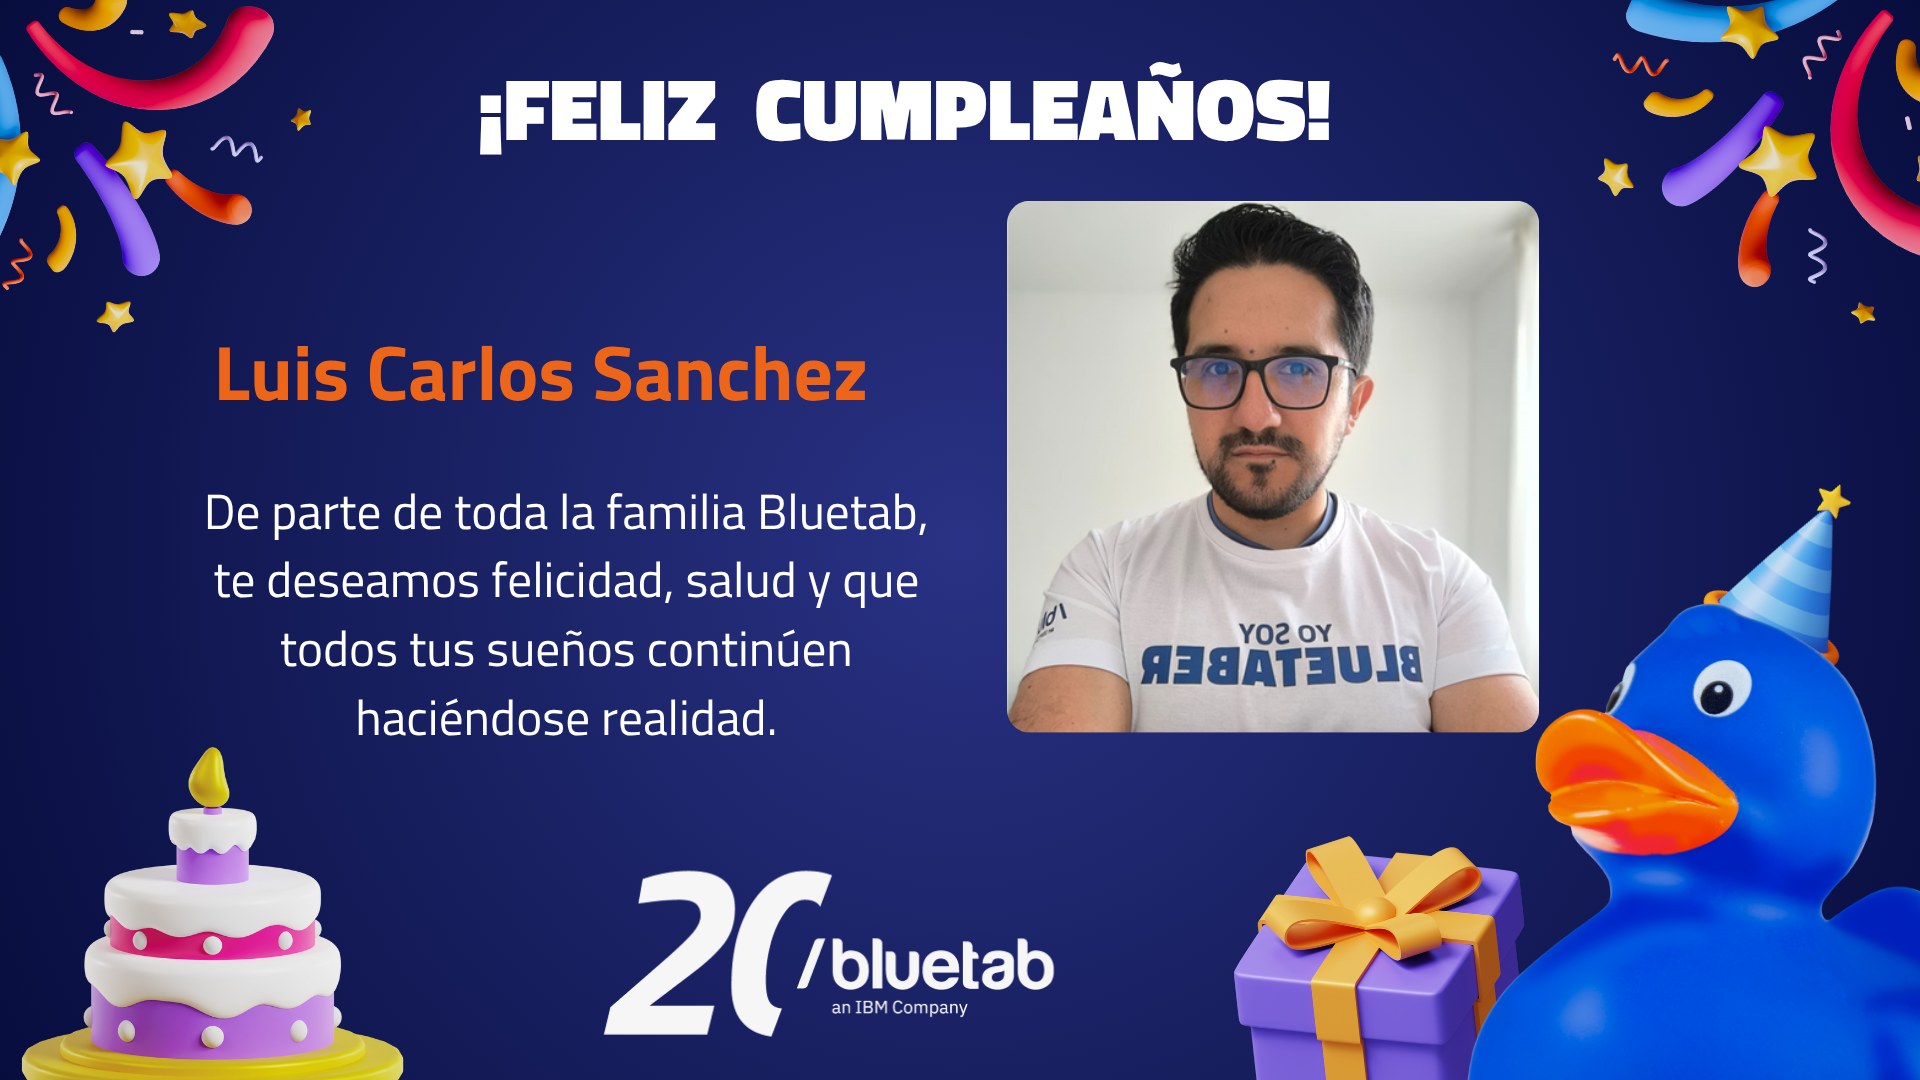 ¡FELIZ CUMPLEAÑOS!
Luis Carlos Sanchez
De parte de toda la familia Bluetab,
te deseamos felicidad, salud y que
todos tus sueños continúen
haciéndose realidad.
YO SOY
BLUETABER
20/bluetab
an IBM Company